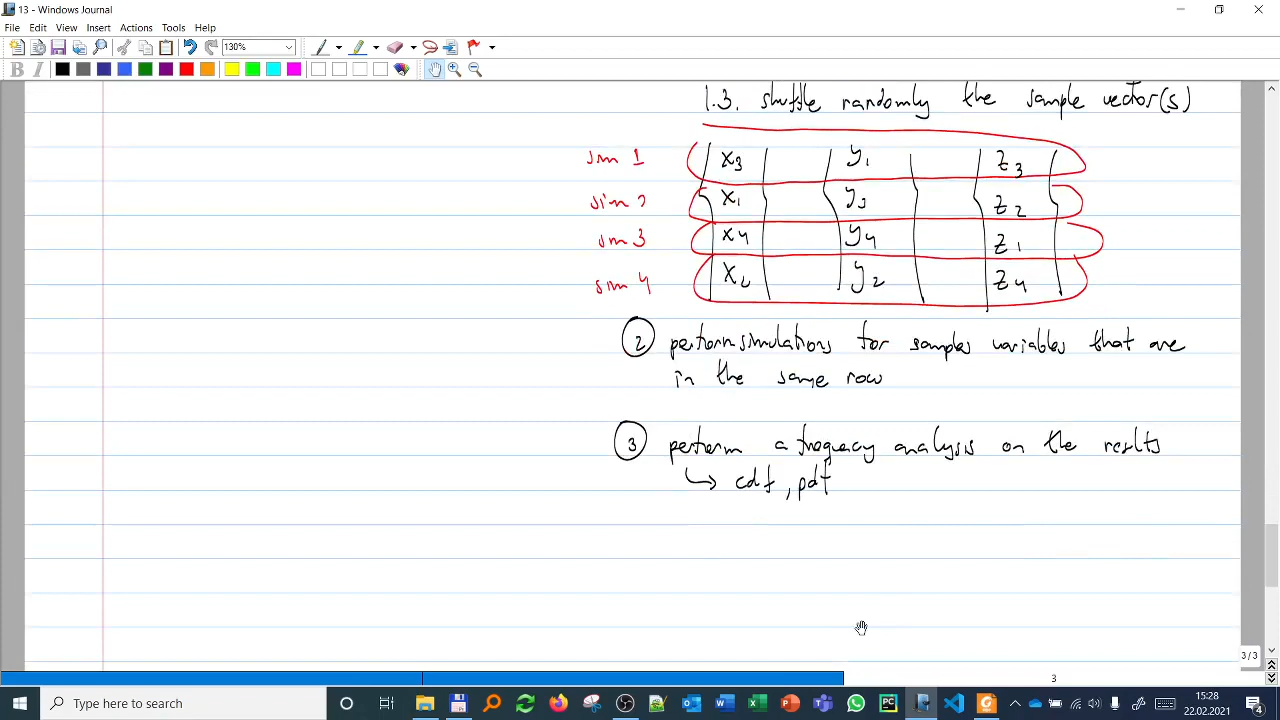 13 - Windows Journal
File Edit View Insert Actions Tools Help
130%
B I
1.3. shuffle randomly the sample vector(s)
sim 1 x3 y1 z3
sim 2 x1 y3 z2
sim 3 x4 y4 z1
sim 4 x2 y2 z4
2 perform simulations for samples variables that are
in the same row
3 perform a frequency analysis on the results
↳ cdf, pdf
3/3
3
Type here to search
15:28
22.02.2021